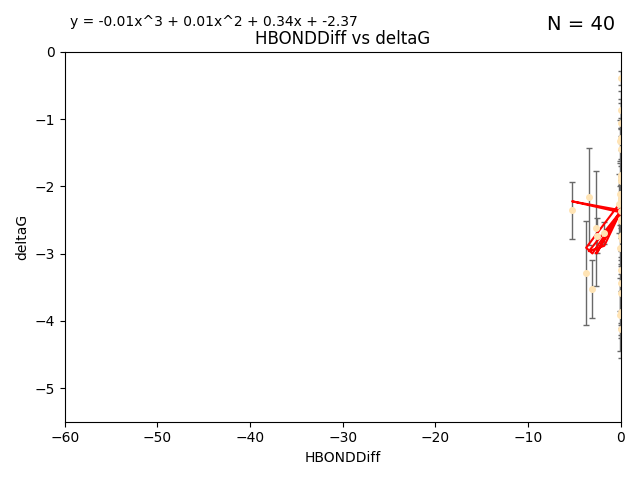 y = -0.01x^3 + 0.01x^2 + 0.34x + -2.37
N = 40
HBONDDiff vs deltaG
0
−1
−2
−3
−4
−5
deltaG
−60
−50
−40
−30
−20
−10
0
HBONDDiff